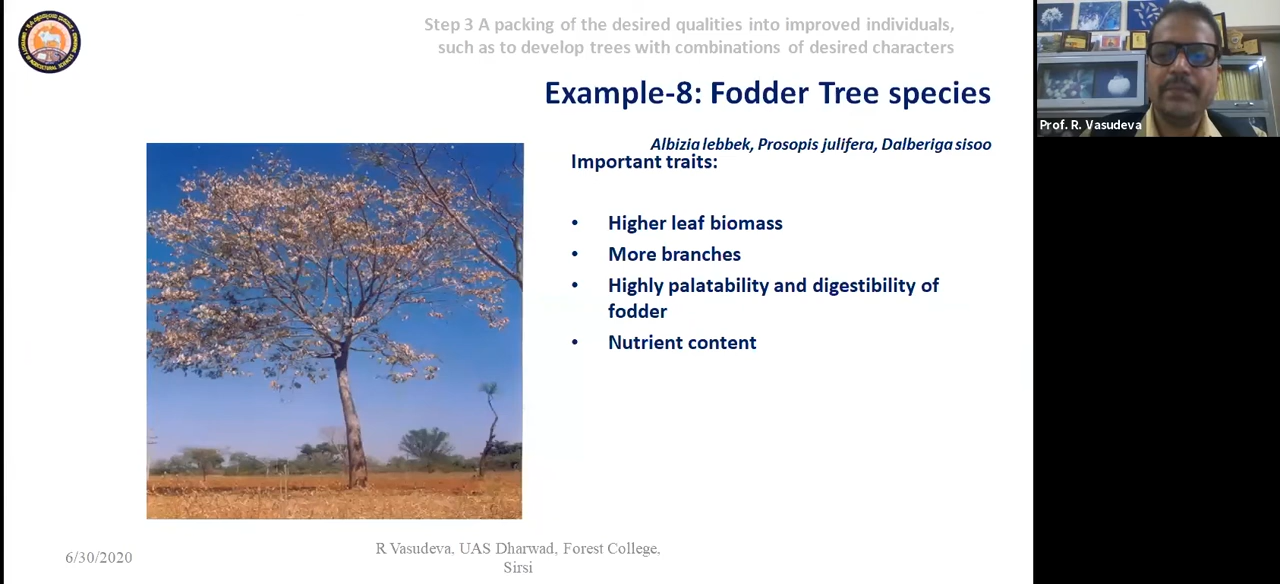 Step 3 A packing of the desired qualities into improved individuals,
such as to develop trees with combinations of desired characters
Example-8: Fodder Tree species
Albizia lebbek, Prosopis julifera, Dalberiga sisoo
Important traits:
• Higher leaf biomass
• More branches
• Highly palatability and digestibility of
fodder
• Nutrient content
6/30/2020
R Vasudeva, UAS Dharwad, Forest College,
Sirsi
Prof. R. Vasudeva